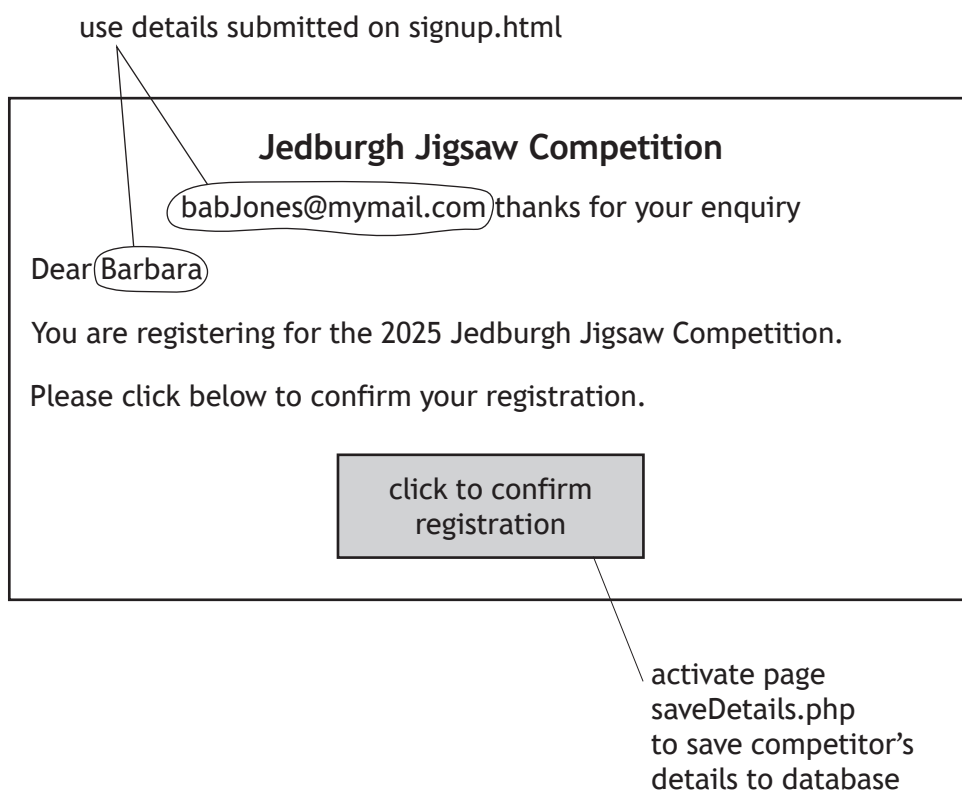 use details submitted on signup.html
Jedburgh Jigsaw Competition
babJones@mymail.com thanks for your enquiry
Dear Barbara
You are registering for the 2025 Jedburgh Jigsaw Competition.
Please click below to confirm your registration.
click to confirm
registration
activate page
saveDetails.php
to save competitor’s
details to database